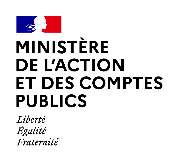 MINISTÈRE
DE L'ACTION
ET DES COMPTES
PUBLICS
Liberté
Égalité
Fraternité